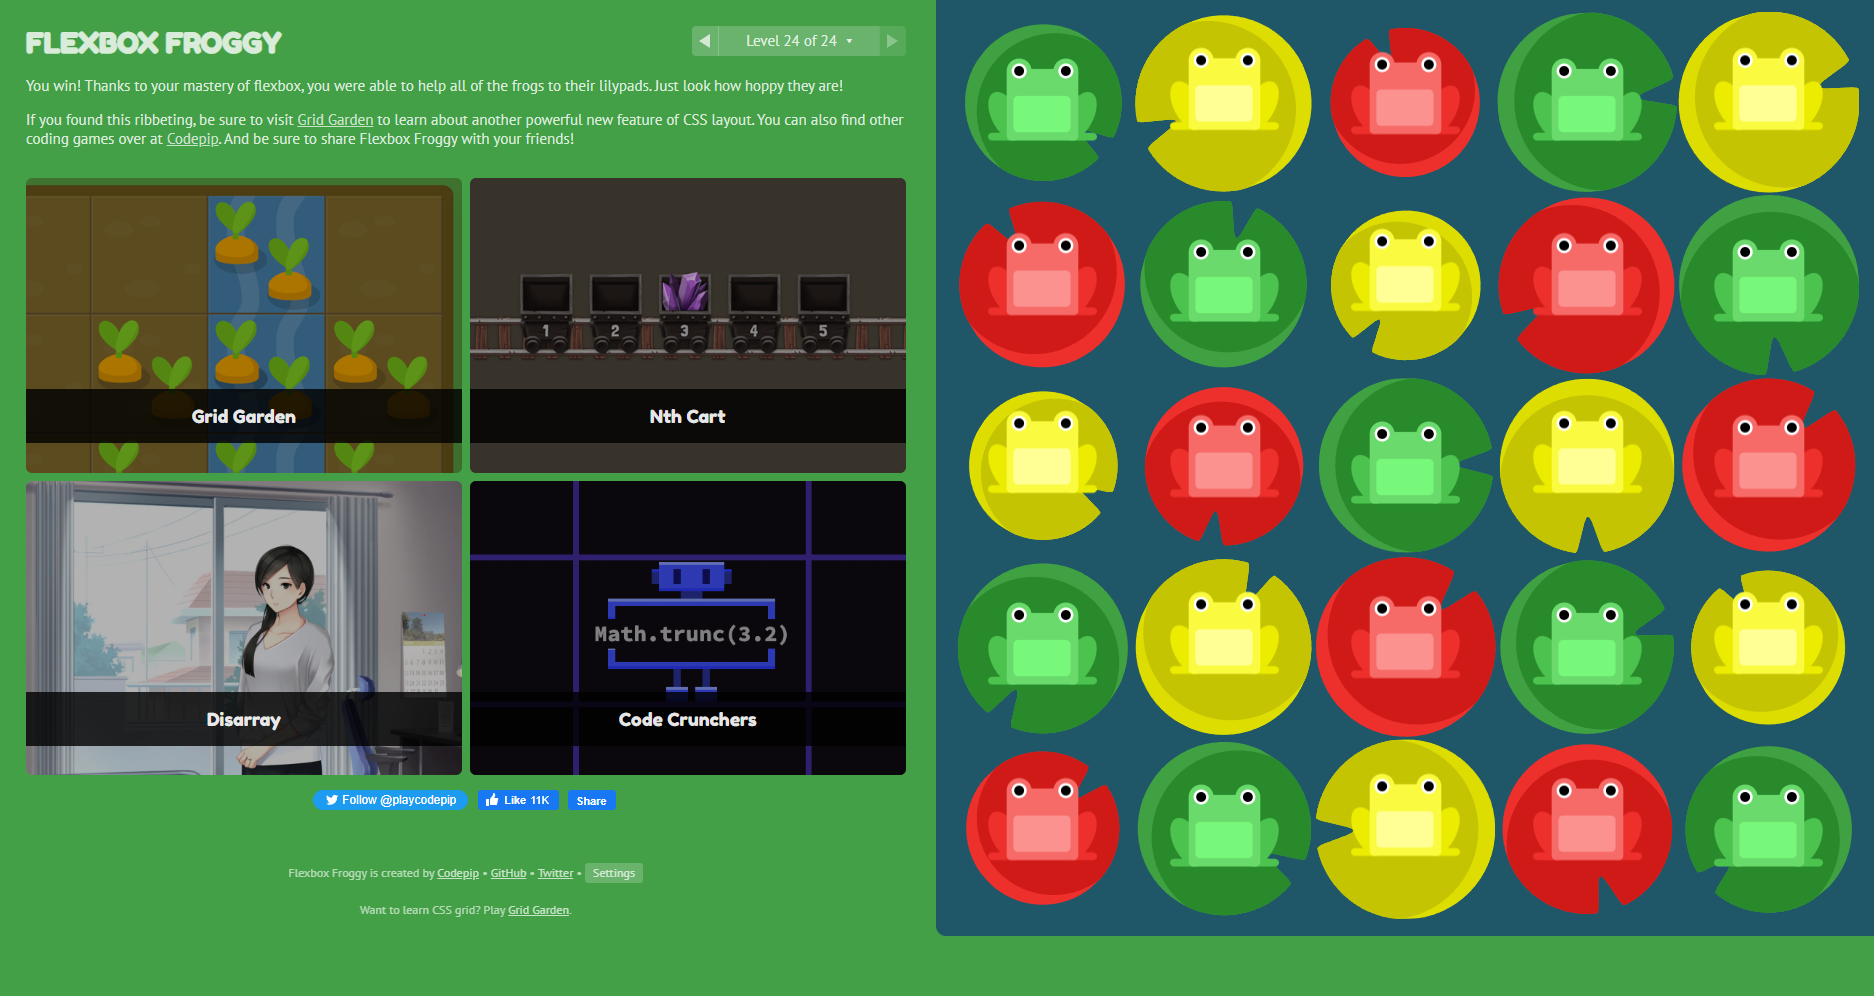 FLEXBOX FROGGY
Level 24 of 24
You win! Thanks to your mastery of flexbox, you were able to help all of the frogs to their lilypads. Just look how hoppy they are!
If you found this ribbeting, be sure to visit Grid Garden to learn about another powerful new feature of CSS layout. You can also find other
coding games over at Codepip. And be sure to share Flexbox Froggy with your friends!
Grid Garden
1 2 3 4 5
Nth Cart
Disarray
Math.trunc(3.2)
Code Crunchers
Follow @playcodepip Like 11K Share
Flexbox Froggy is created by Codepip • GitHub • Twitter • Settings
Want to learn CSS grid? Play Grid Garden.